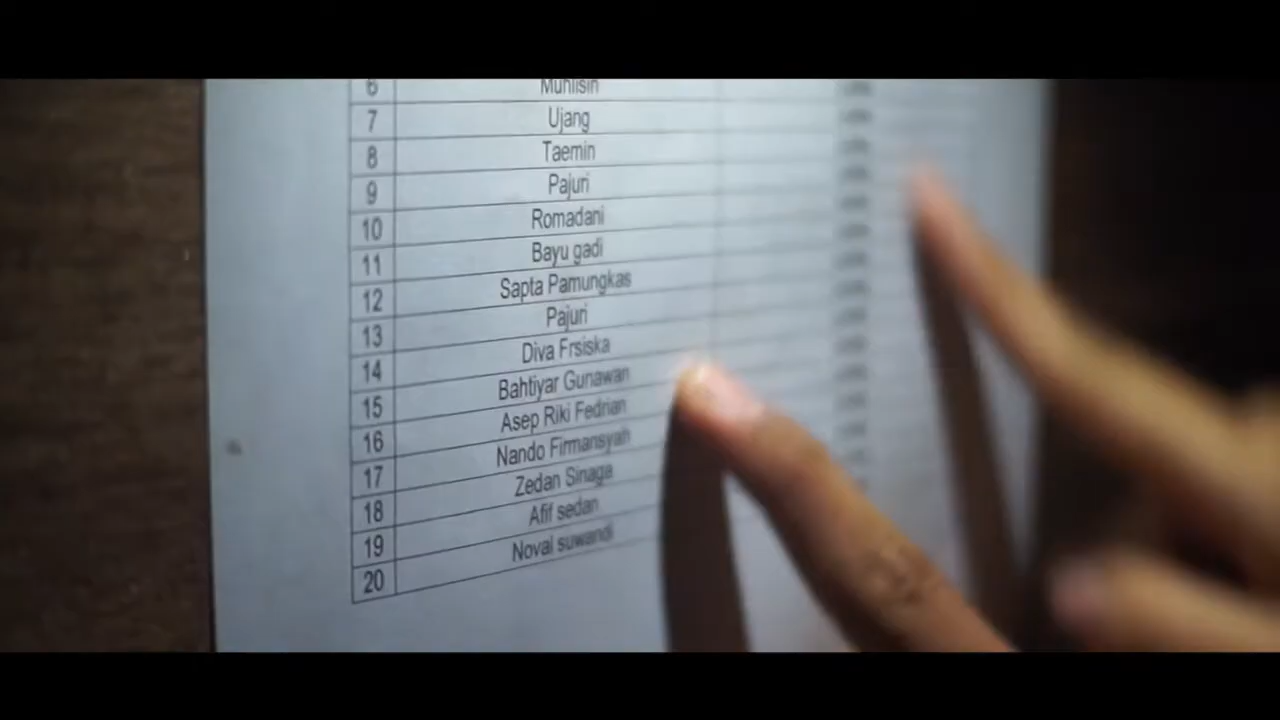 6 Muhlisin
7 Ujang
8 Taemin
9 Pajuri
10 Romadani
11 Bayu gadi
12 Sapta Pamungkas
13 Pajuri
14 Diva Frsiska
15 Bahtiyar Gunawan
16 Asep Riki Fedrian
17 Nando Firmansyah
18 Zedan Sinaga
19 Afif sedan
20 Noval suwandi